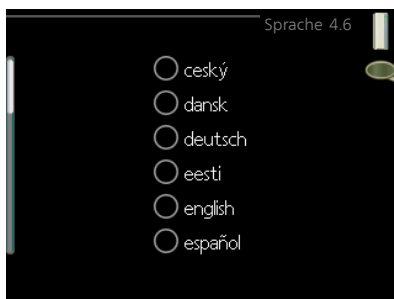 Sprache 4.6
ceský
dansk
deutsch
eesti
english
español